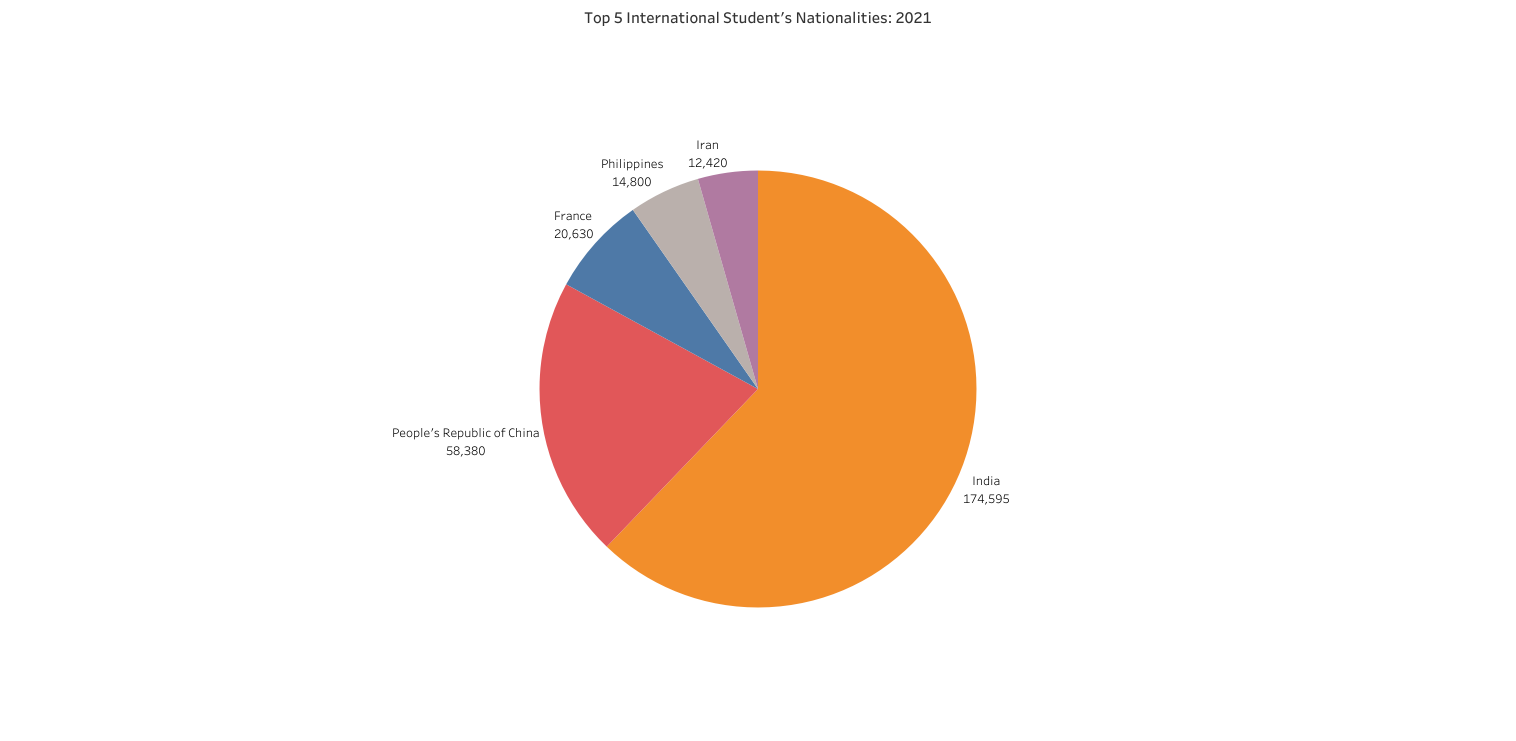 Top 5 International Student's Nationalities: 2021
Iran
12,420
Philippines
14,800
France
20,630
People's Republic of China
58,380
India
174,595